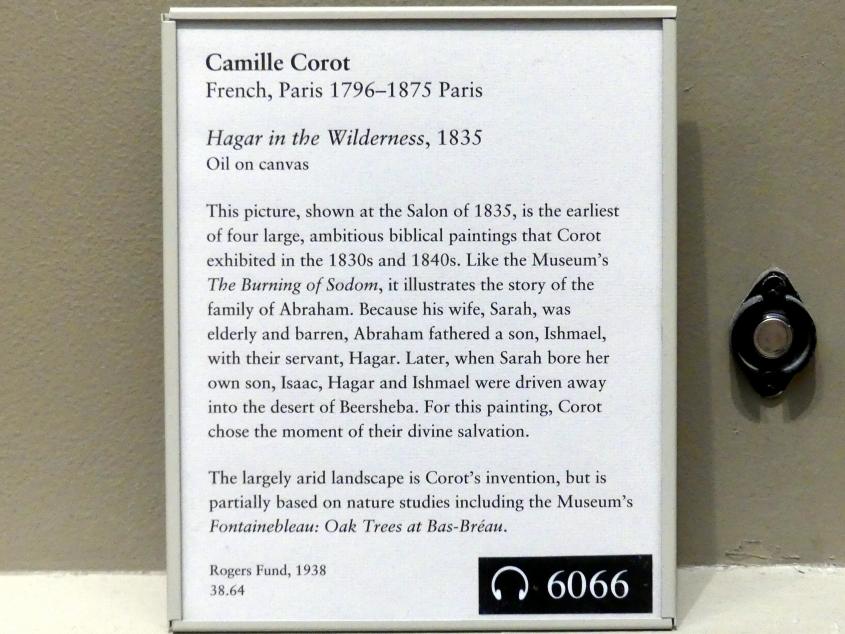 Camille Corot
French, Paris 1796–1875 Paris
Hagar in the Wilderness, 1835
Oil on canvas
This picture, shown at the Salon of 1835, is the earliest
of four large, ambitious biblical paintings that Corot
exhibited in the 1830s and 1840s. Like the Museum's
The Burning of Sodom, it illustrates the story of the
family of Abraham. Because his wife, Sarah, was
elderly and barren, Abraham fathered a son, Ishmael,
with their servant, Hagar. Later, when Sarah bore her
own son, Isaac, Hagar and Ishmael were driven away
into the desert of Beersheba. For this painting, Corot
chose the moment of their divine salvation.
The largely arid landscape is Corot's invention, but is
partially based on nature studies including the Museum's
Fontainebleau: Oak Trees at Bas-Bréau.
Rogers Fund, 1938
38.64
6066